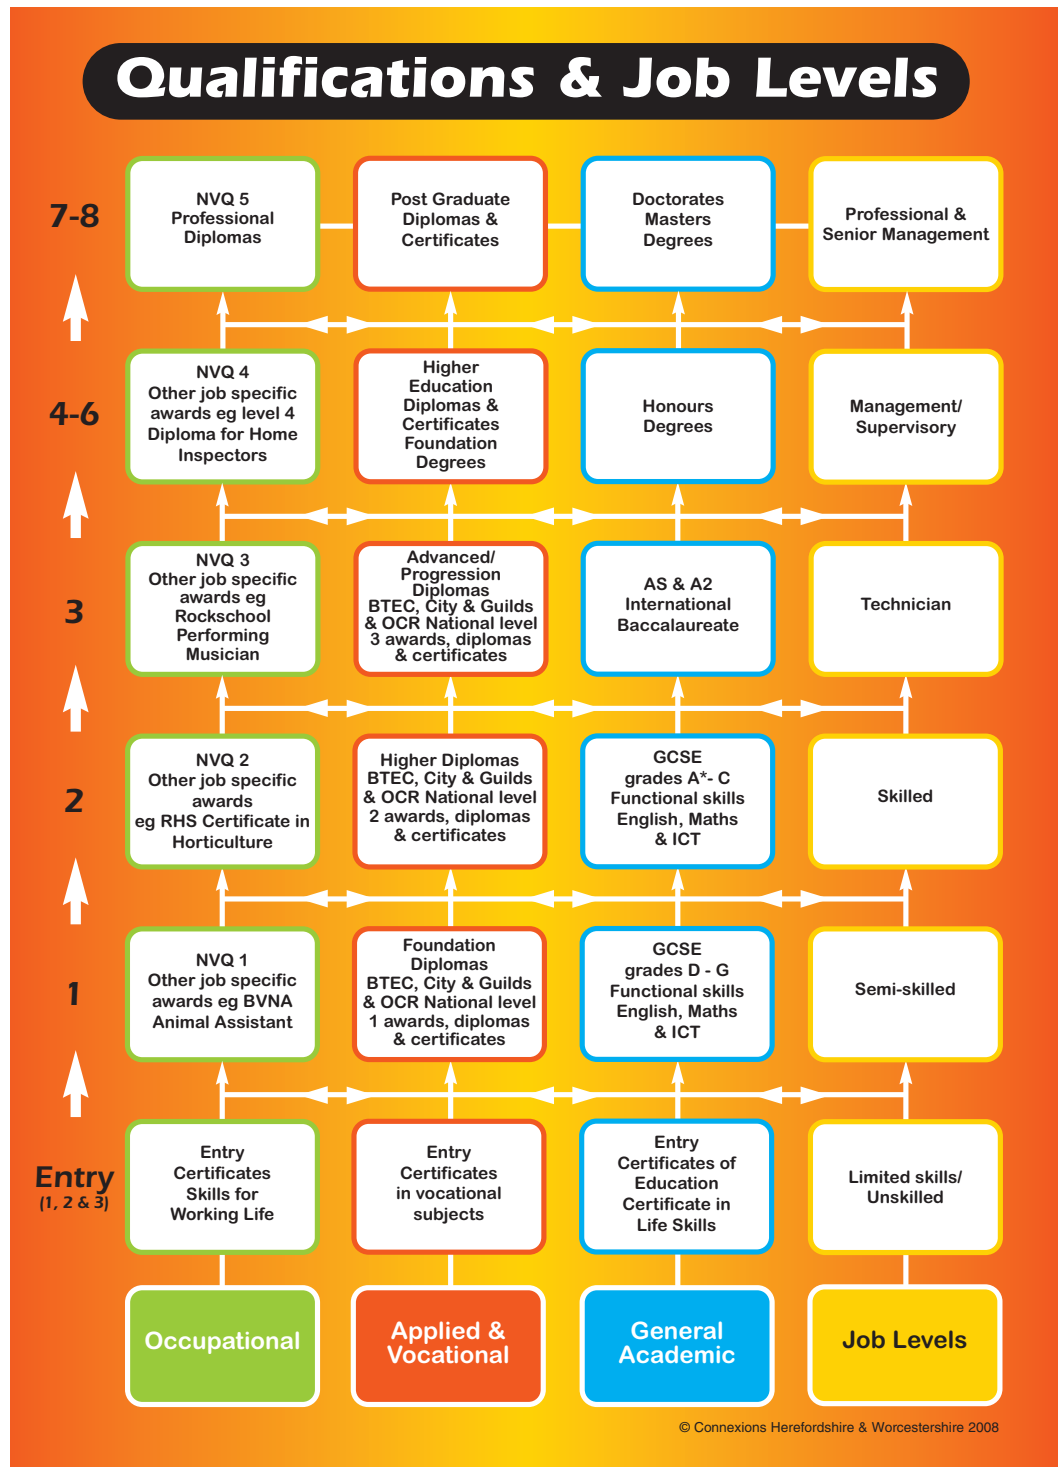 Qualifications & Job Levels
7-8
NVQ 5
Professional
Diplomas
Post Graduate
Diplomas &
Certificates
Doctorates
Masters
Degrees
Professional &
Senior Management
4-6
NVQ 4
Other job specific
awards eg level 4
Diploma for Home
Inspectors
Higher
Education
Diplomas &
Certificates
Foundation
Degrees
Honours
Degrees
Management/
Supervisory
3
NVQ 3
Other job specific
awards eg
Rockschool
Performing
Musician
Advanced/
Progression
Diplomas
BTEC, City & Guilds
& OCR National level
3 awards, diplomas
& certificates
AS & A2
International
Baccalaureate
Technician
2
NVQ 2
Other job specific
awards
eg RHS Certificate in
Horticulture
Higher Diplomas
BTEC, City & Guilds
& OCR National level
2 awards, diplomas
& certificates
GCSE
grades A*- C
Functional skills
English, Maths
& ICT
Skilled
1
NVQ 1
Other job specific
awards eg BVNA
Animal Assistant
Foundation
Diplomas
BTEC, City & Guilds
& OCR National level
1 awards, diplomas
& certificates
GCSE
grades D - G
Functional skills
English, Maths
& ICT
Semi-skilled
Entry
(1, 2 & 3)
Entry
Certificates
Skills for
Working Life
Entry
Certificates
in vocational
subjects
Entry
Certificates of
Education
Certificate in
Life Skills
Limited skills/
Unskilled
Occupational
Applied &
Vocational
General
Academic
Job Levels
© Connexions Herefordshire & Worcestershire 2008